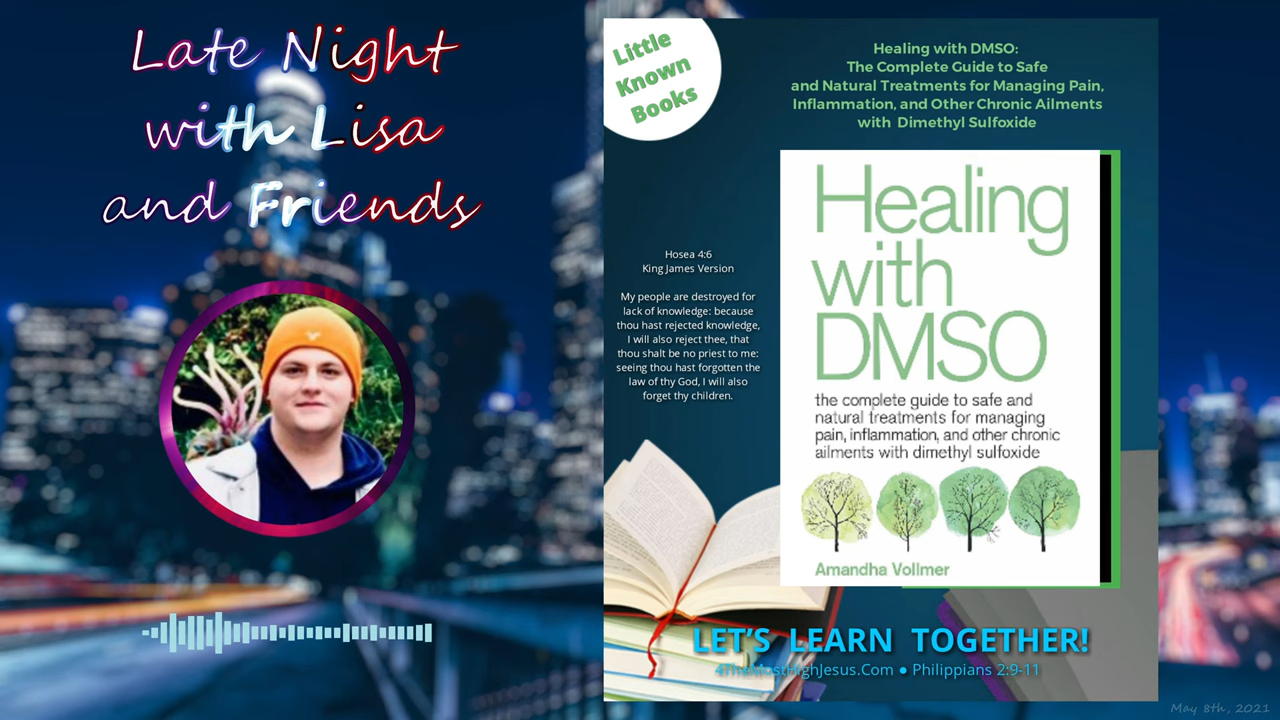 Late Night
with Lisa
and Friends
Little
Known
Books
Healing with DMSO:
The Complete Guide to Safe
and Natural Treatments for Managing Pain,
Inflammation, and Other Chronic Ailments
with Dimethyl Sulfoxide
Hosea 4:6
King James Version
My people are destroyed for
lack of knowledge: because
thou hast rejected knowledge,
I will also reject thee, that
thou shalt be no priest to me:
seeing thou hast forgotten the
law of thy God, I will also
forget thy children.
Healing
with
DMSO
the complete guide to safe and
natural treatments for managing
pain, inflammation, and other chronic
ailments with dimethyl sulfoxide
Amandha Vollmer
LET'S LEARN TOGETHER!
4TheMostHighJesus.Com ● Philippians 2:9-11
May 8th, 2021